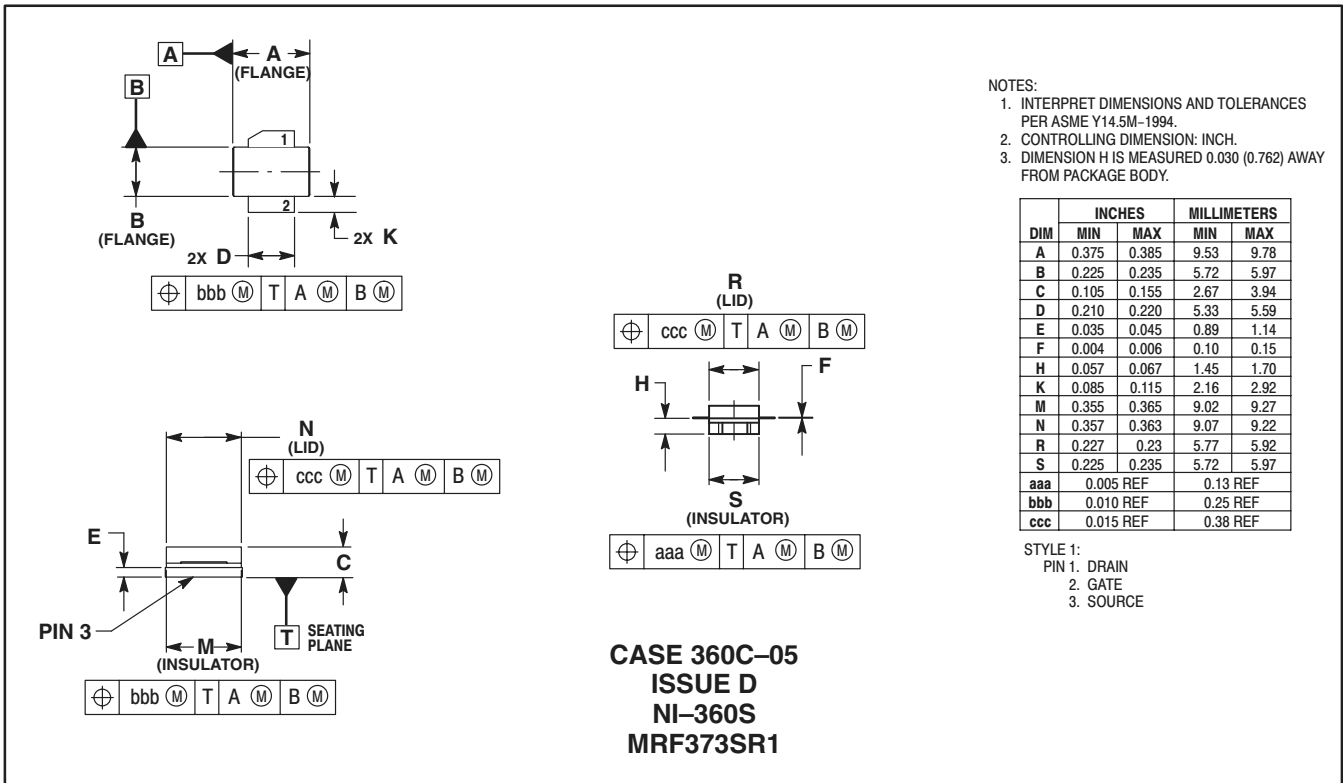 A
A
(FLANGE)
B
1
2
B
(FLANGE)
2X K
2X D
⌖ bbb Ⓜ T A Ⓜ B Ⓜ
N
(LID)
⌖ ccc Ⓜ T A Ⓜ B Ⓜ
E
C
PIN 3
M
(INSULATOR)
T SEATING
PLANE
⌖ bbb Ⓜ T A Ⓜ B Ⓜ
R
(LID)
⌖ ccc Ⓜ T A Ⓜ B Ⓜ
H
F
S
(INSULATOR)
⌖ aaa Ⓜ T A Ⓜ B Ⓜ
CASE 360C–05
ISSUE D
NI–360S
MRF373SR1
NOTES:
1. INTERPRET DIMENSIONS AND TOLERANCES
PER ASME Y14.5M–1994.
2. CONTROLLING DIMENSION: INCH.
3. DIMENSION H IS MEASURED 0.030 (0.762) AWAY
FROM PACKAGE BODY.
INCHES MILLIMETERS
DIM MIN MAX MIN MAX
A 0.375 0.385 9.53 9.78
B 0.225 0.235 5.72 5.97
C 0.105 0.155 2.67 3.94
D 0.210 0.220 5.33 5.59
E 0.035 0.045 0.89 1.14
F 0.004 0.006 0.10 0.15
H 0.057 0.067 1.45 1.70
K 0.085 0.115 2.16 2.92
M 0.355 0.365 9.02 9.27
N 0.357 0.363 9.07 9.22
R 0.227 0.23 5.77 5.92
S 0.225 0.235 5.72 5.97
aaa 0.005 REF 0.13 REF
bbb 0.010 REF 0.25 REF
ccc 0.015 REF 0.38 REF
STYLE 1:
PIN 1. DRAIN
2. GATE
3. SOURCE